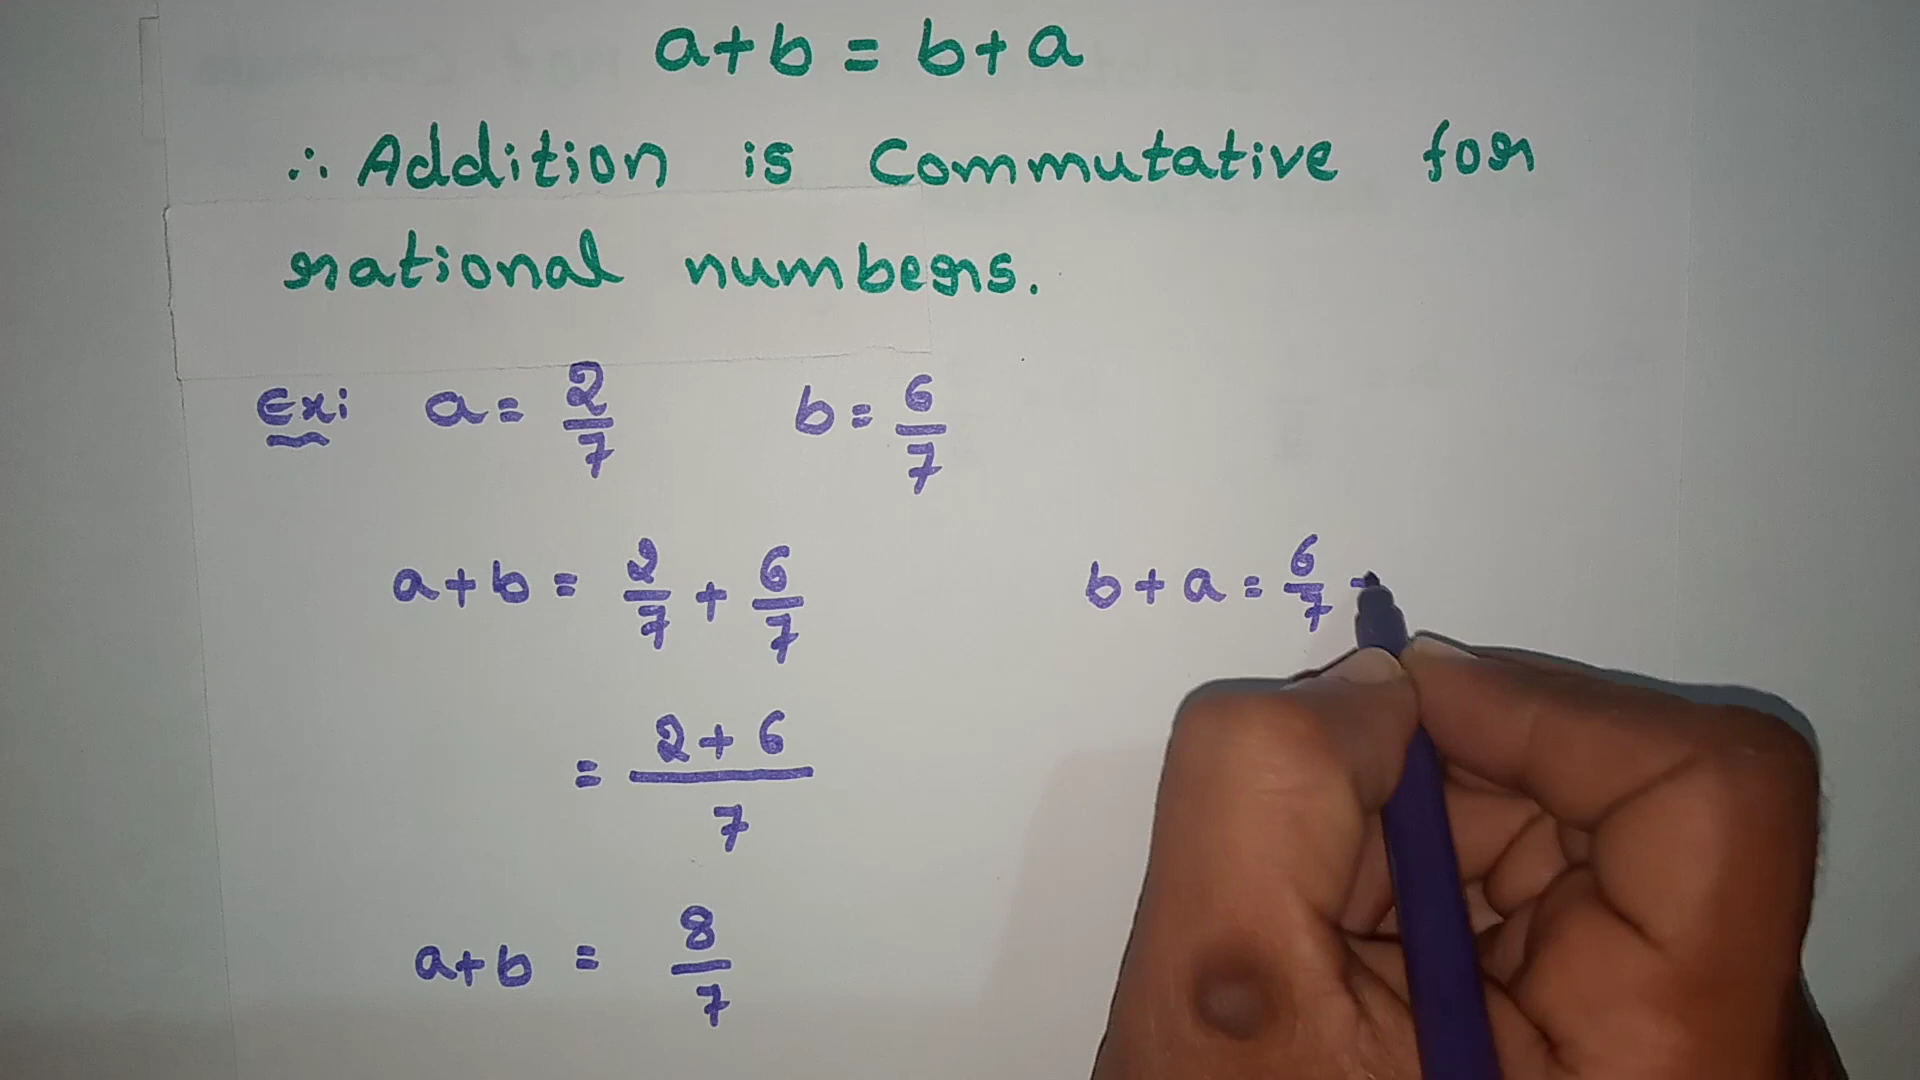 a+b = b+a
∴ Addition is Commutative for
rational numbers.
Ex: a = 2/7 b = 6/7
a+b = 2/7 + 6/7 b+a = 6/7 +
= 2+6/7
a+b = 8/7